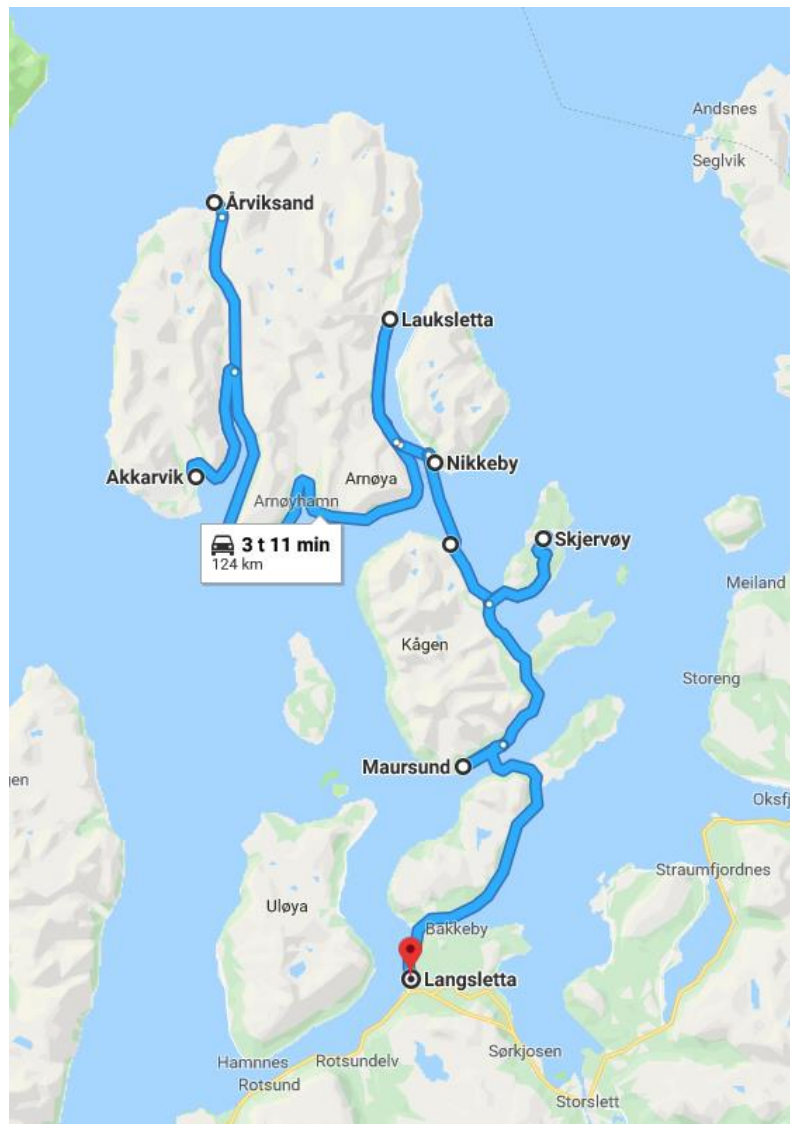 Andsnes
Seglvik
Årviksand
Lauksletta
Nikkeby
Akkarvik
Arnøya
Arnøyhamn
3 t 11 min
124 km
Skjervøy
Meiland
Kågen
Storeng
Maursund
gen
Oksfj
Straumfjordnes
Uløya
Bakkeby
Langsletta
Sørkjosen
Hamnnes
Rotsundelv
Rotsund
Storslett